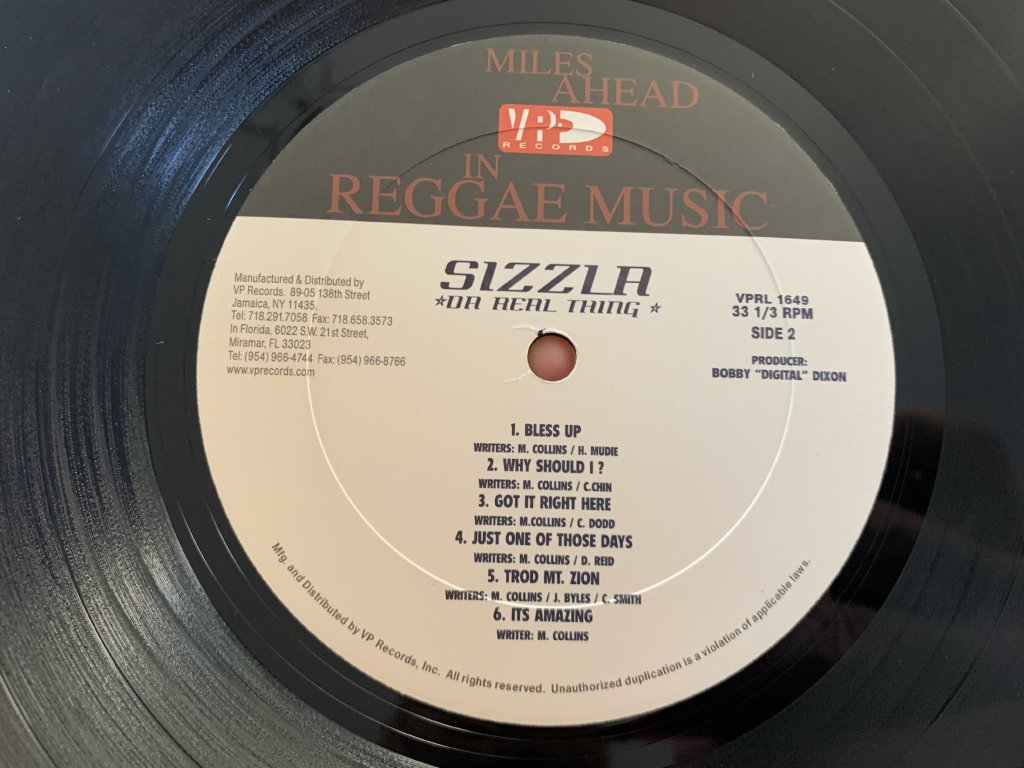 MILES
AHEAD
VP
RECORDS
IN
REGGAE MUSIC
SIZZLA
*DA REAL THING *
Manufactured & Distributed by
VP Records. 89-05 138th Street
Jamaica, NY 11435.
Tel: 718.291.7058 Fax: 718.658.3573
In Florida, 6022 S.W. 21st Street,
Miramar, FL 33023
Tel: (954) 966-4744 Fax: (954) 966-8766
www.vprecords.com
VPRL 1649
33 1/3 RPM
SIDE 2
PRODUCER:
BOBBY "DIGITAL" DIXON
1. BLESS UP
WRITERS: M. COLLINS / H. MUDIE
2. WHY SHOULD I ?
WRITERS: M. COLLINS / C.CHIN
3. GOT IT RIGHT HERE
WRITERS: M.COLLINS / C. DODD
4. JUST ONE OF THOSE DAYS
WRITERS: M. COLLINS / D. REID
5. TROD MT. ZION
WRITERS: M. COLLINS / J. BYLES / C. SMITH
6. ITS AMAZING
WRITER: M. COLLINS
Mfg. and Distributed by VP Records, Inc. All rights reserved. Unauthorized duplication is a violation of applicable laws.